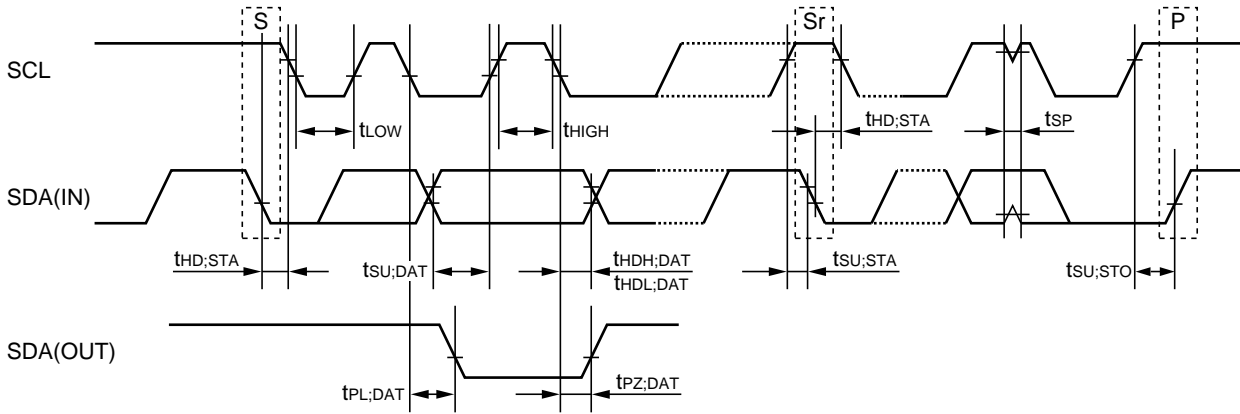 S Sr P
SCL
tLOW tHIGH tHD;STA tSP
SDA(IN)
tHD;STA tSU;DAT tHDH;DAT tSU;STA tSU;STO
tHDL;DAT
SDA(OUT)
tPL;DAT tPZ;DAT